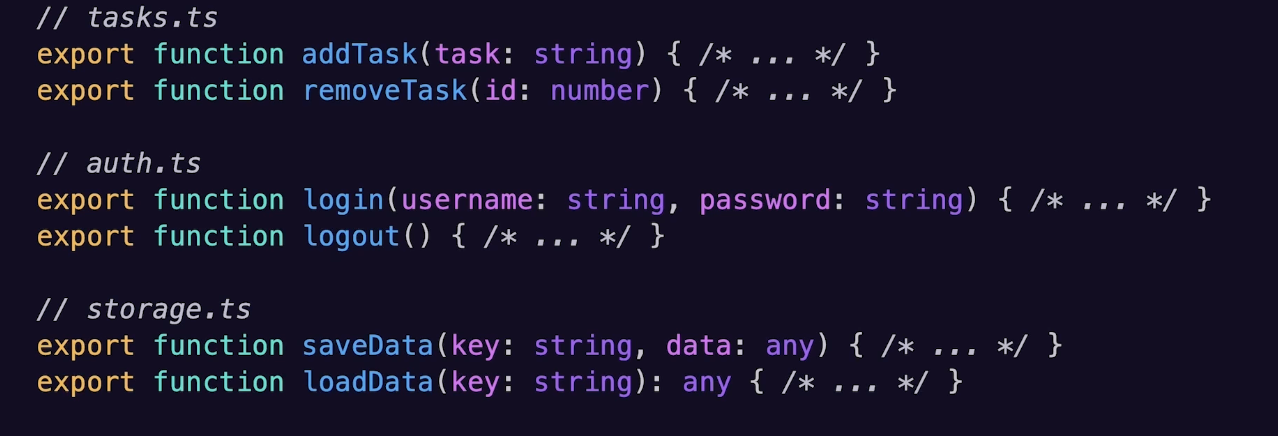 // tasks.ts
export function addTask(task: string) { /* ... */ }
export function removeTask(id: number) { /* ... */ }
// auth.ts
export function login(username: string, password: string) { /* ... */ }
export function logout() { /* ... */ }
// storage.ts
export function saveData(key: string, data: any) { /* ... */ }
export function loadData(key: string): any { /* ... */ }